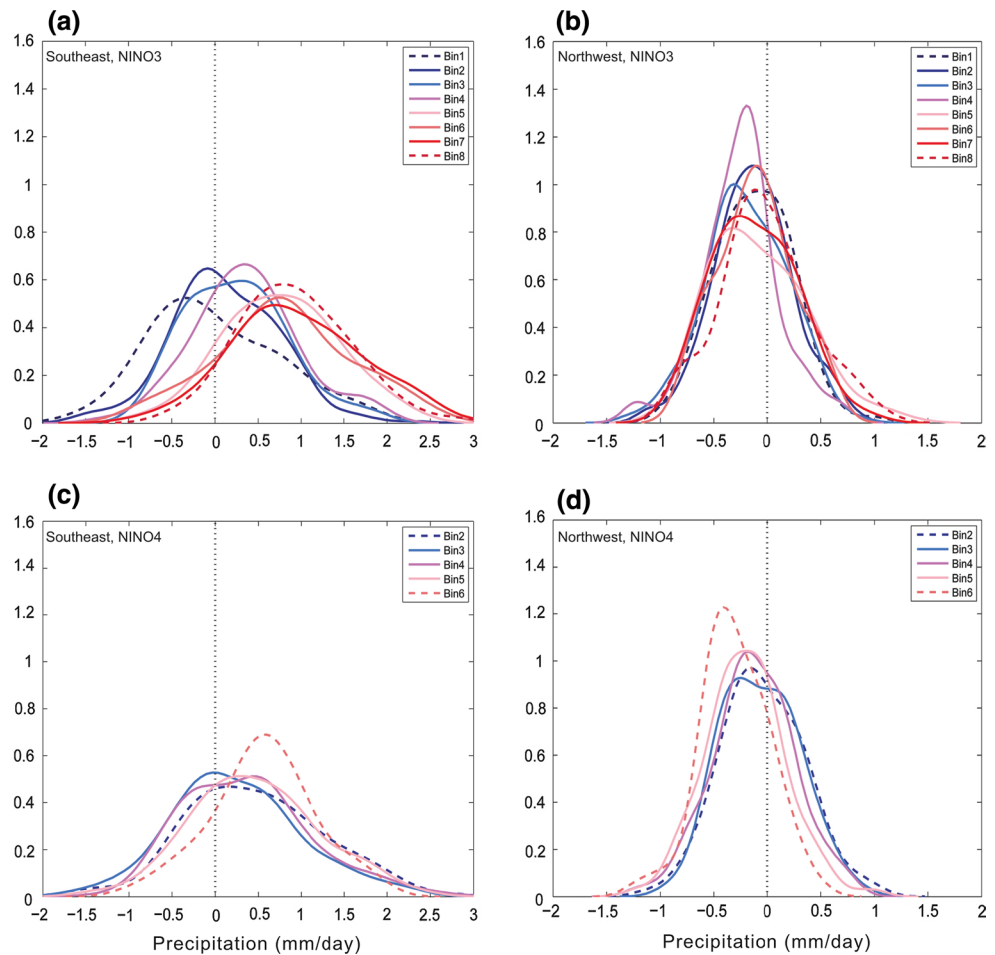 (a)
Southeast, NINO3
1.6
1.4
1.2
1
0.8
0.6
0.4
0.2
0
−2 −1.5 −1 −0.5 0 0.5 1 1.5 2 2.5 3
Bin1
Bin2
Bin3
Bin4
Bin5
Bin6
Bin7
Bin8
(b)
Northwest, NINO3
1.6
1.4
1.2
1
0.8
0.6
0.4
0.2
0
−2 −1.5 −1 −0.5 0 0.5 1 1.5 2
Bin1
Bin2
Bin3
Bin4
Bin5
Bin6
Bin7
Bin8
(c)
Southeast, NINO4
1.6
1.4
1.2
1
0.8
0.6
0.4
0.2
0
−2 −1.5 −1 −0.5 0 0.5 1 1.5 2 2.5 3
Precipitation (mm/day)
Bin2
Bin3
Bin4
Bin5
Bin6
(d)
Northwest, NINO4
1.6
1.4
1.2
1
0.8
0.6
0.4
0.2
0
−2 −1.5 −1 −0.5 0 0.5 1 1.5 2
Precipitation (mm/day)
Bin2
Bin3
Bin4
Bin5
Bin6